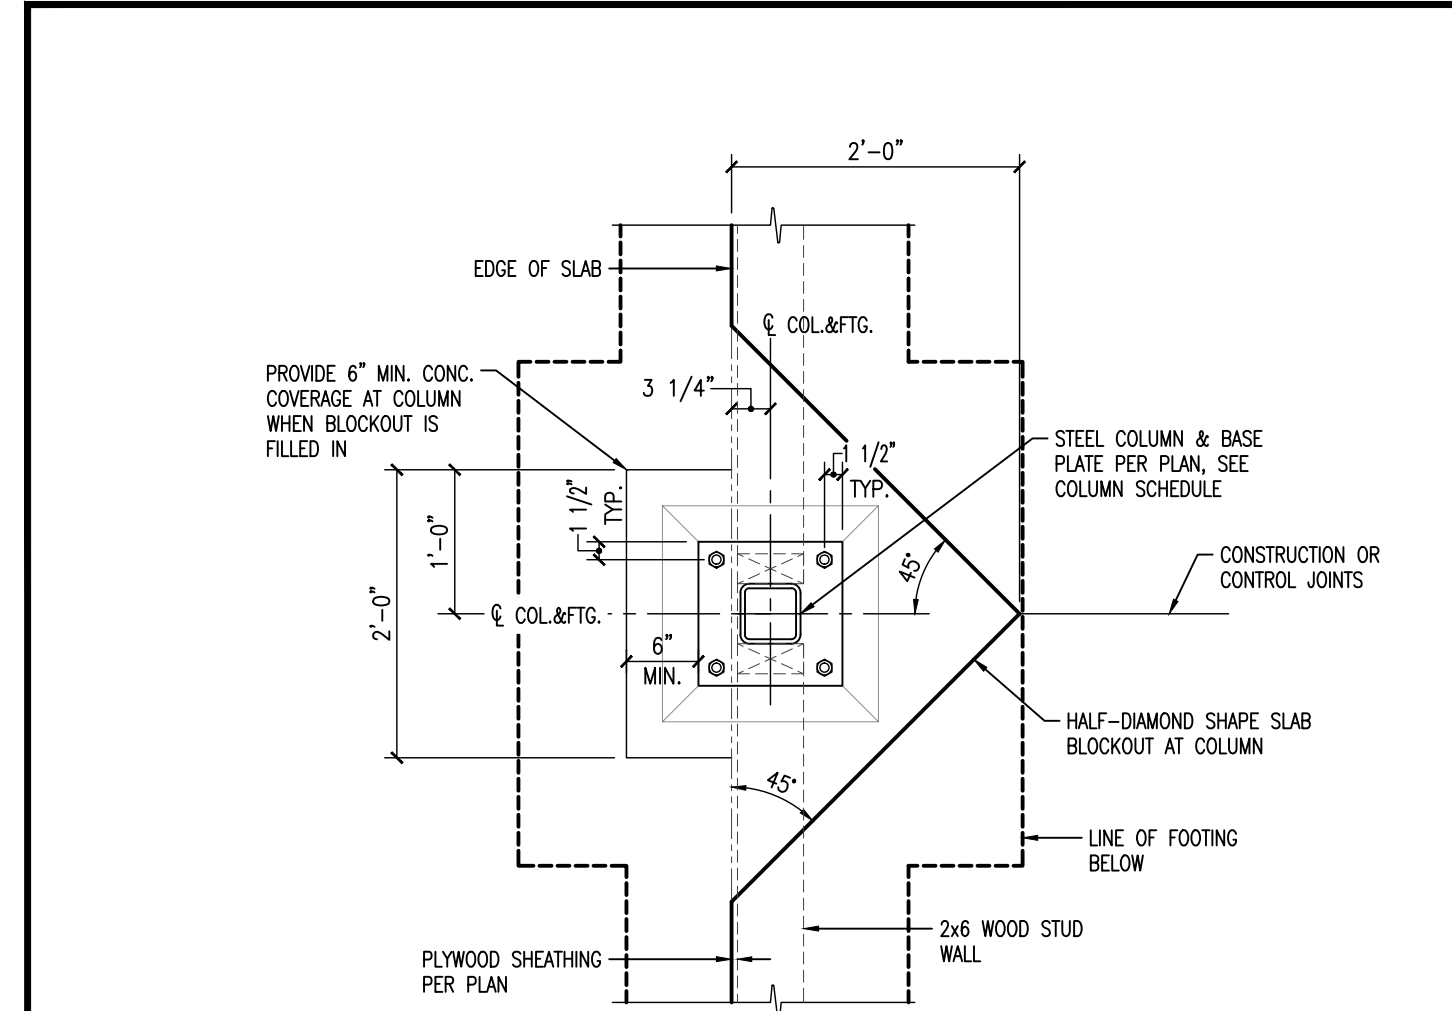 2'-0"
EDGE OF SLAB
℄ COL.&FTG.
PROVIDE 6" MIN. CONC.
COVERAGE AT COLUMN
WHEN BLOCKOUT IS
FILLED IN
3 1/4"
1 1/2"
TYP.
STEEL COLUMN & BASE
PLATE PER PLAN, SEE
COLUMN SCHEDULE
1 1/2"
TYP.
1'-0"
2'-0"
45°
CONSTRUCTION OR
CONTROL JOINTS
℄ COL.&FTG.
6"
MIN.
HALF-DIAMOND SHAPE SLAB
BLOCKOUT AT COLUMN
45°
LINE OF FOOTING
BELOW
2x6 WOOD STUD
WALL
PLYWOOD SHEATHING
PER PLAN